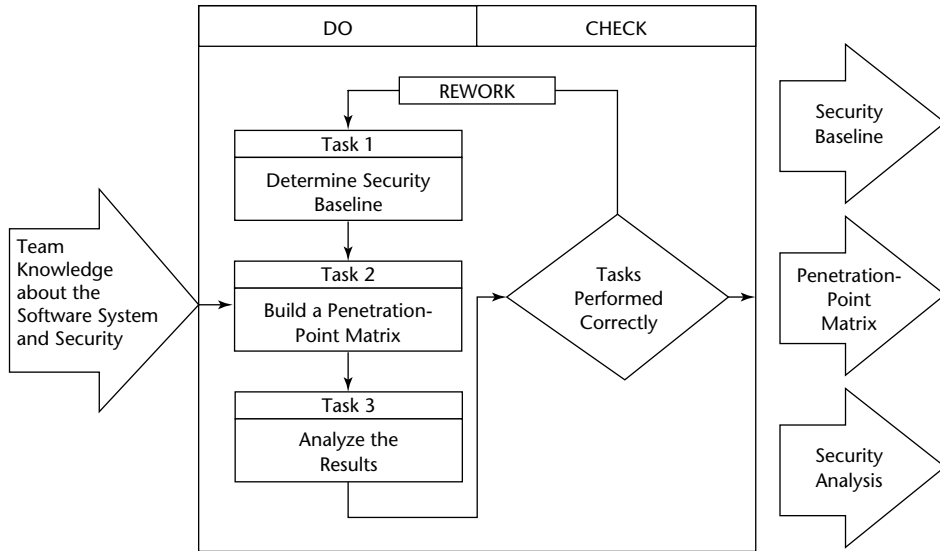 DO
CHECK
REWORK
Task 1
Determine Security
Baseline
Task 2
Build a Penetration-
Point Matrix
Task 3
Analyze the
Results
Team
Knowledge
about the
Software System
and Security
Tasks
Performed
Correctly
Security
Baseline
Penetration-
Point
Matrix
Security
Analysis